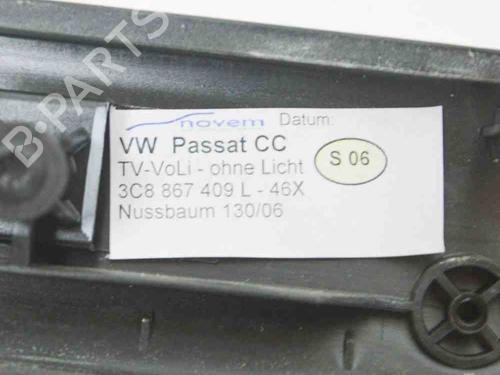 B-PARTS
novem Datum:
VW Passat CC
TV-VoLi - ohne Licht
S 06
3C8 867 409 L - 46X
Nussbaum 130/06